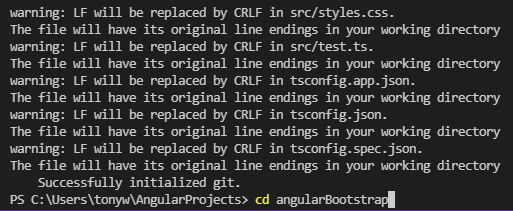 warning: LF will be replaced by CRLF in src/styles.css.
The file will have its original line endings in your working directory
warning: LF will be replaced by CRLF in src/test.ts.
The file will have its original line endings in your working directory
warning: LF will be replaced by CRLF in tsconfig.app.json.
The file will have its original line endings in your working directory
warning: LF will be replaced by CRLF in tsconfig.json.
The file will have its original line endings in your working directory
warning: LF will be replaced by CRLF in tsconfig.spec.json.
The file will have its original line endings in your working directory
    Successfully initialized git.
PS C:\Users\tonyw\AngularProjects> cd angularBootstrap